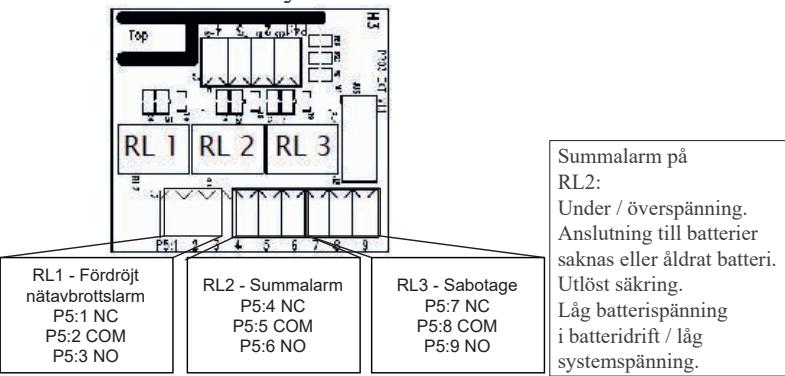 Top
H3
RL 1
RL 2
RL 3
P5:1 2 3 4 5 6 7 8 9
RL1 - Fördröjt
nätavbrottslarm
P5:1 NC
P5:2 COM
P5:3 NO
RL2 - Summalarm
P5:4 NC
P5:5 COM
P5:6 NO
RL3 - Sabotage
P5:7 NC
P5:8 COM
P5:9 NO
Summalarm på
RL2:
Under / överspänning.
Anslutning till batterier
saknas eller åldrat batteri.
Utlöst säkring.
Låg batterispänning
i batteridrift / låg
systemspänning.